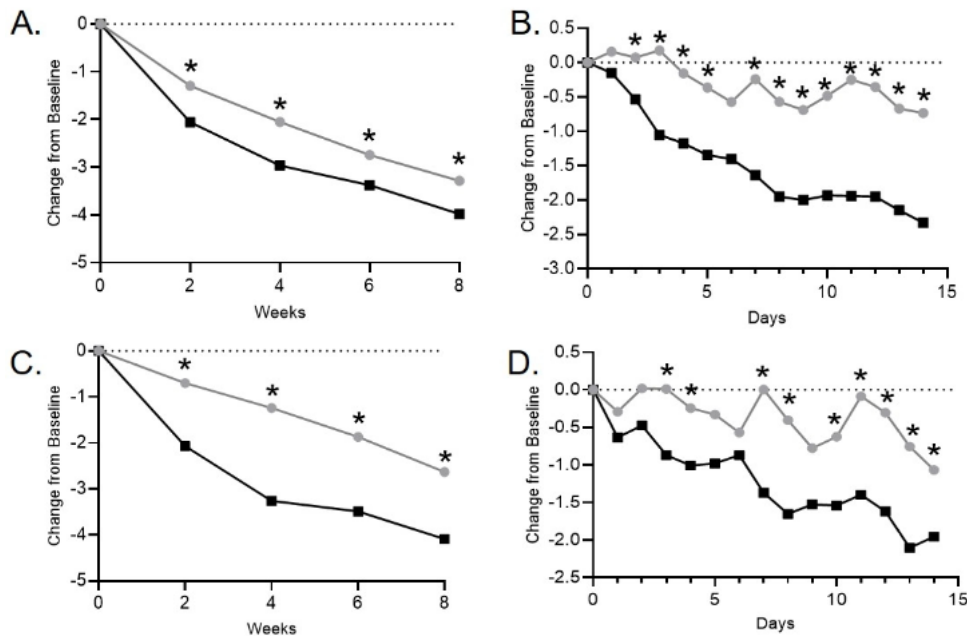 A.
Change from Baseline
0
-1
-2
-3
-4
-5
* * * *
0 2 4 6 8
Weeks
B.
Change from Baseline
0.5
0.0
-0.5
-1.0
-1.5
-2.0
-2.5
-3.0
* * * * * * * * * * * *
0 5 10 15
Days
C.
Change from Baseline
0
-1
-2
-3
-4
-5
* * * *
0 2 4 6 8
Weeks
D.
Change from Baseline
0.5
0.0
-0.5
-1.0
-1.5
-2.0
-2.5
* * * * * * * * *
0 5 10 15
Days